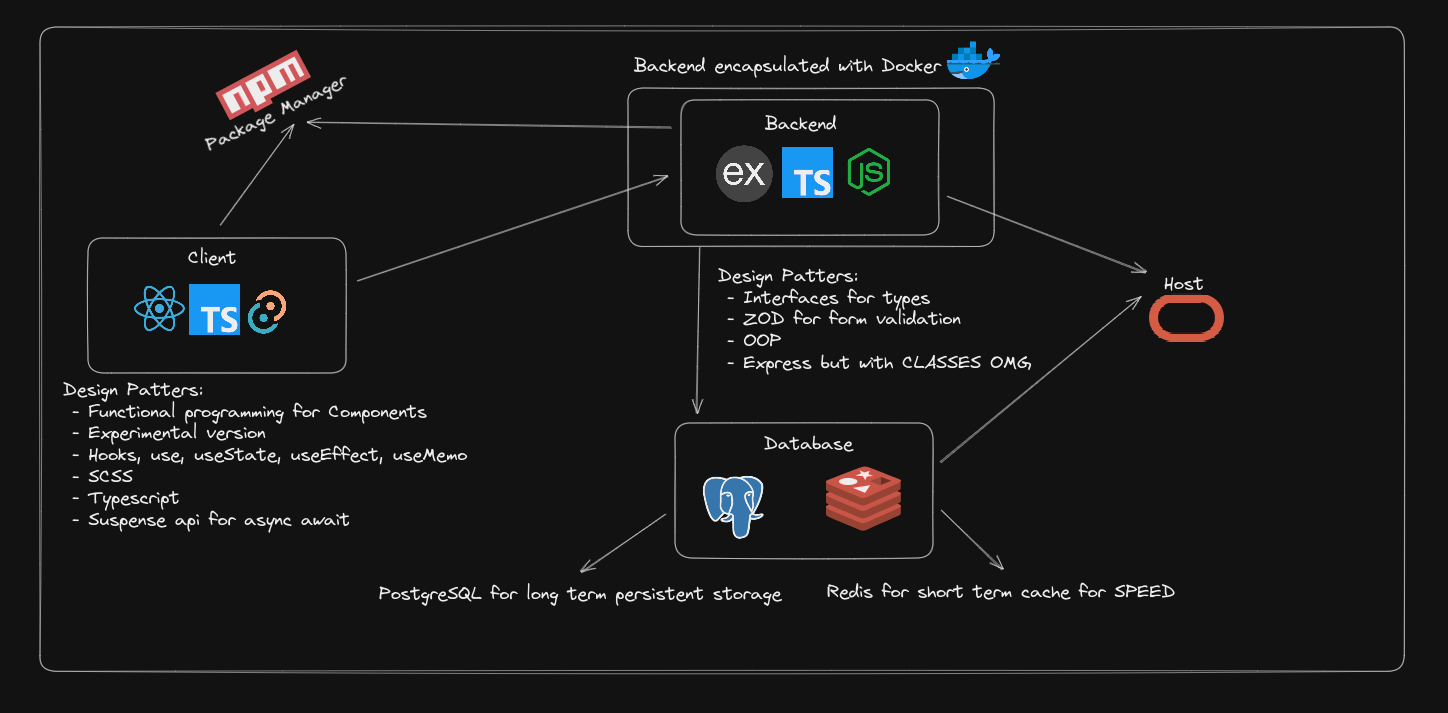 npm
Package Manager
Backend encapsulated with Docker
Backend
ex
TS
JS
Client
TS
Design Patters:
- Functional programming for Components
- Experimental version
- Hooks, use, useState, useEffect, useMemo
- SCSS
- Typescript
- Suspense api for async await
Design Patters:
- Interfaces for types
- ZOD for form validation
- OOP
- Express but with CLASSES OMG,
Host
Database
PostgreSQL for long term persistent storage
Redis for short term cache for SPEED